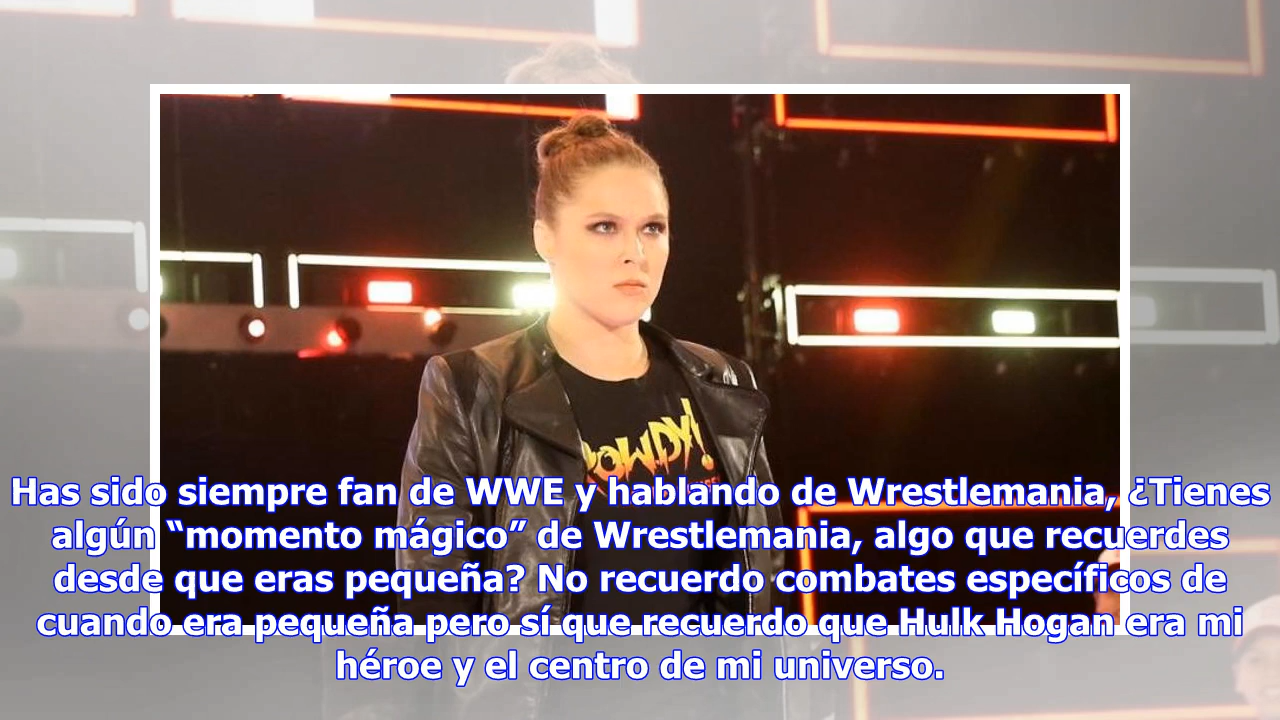 ROWDY!
Has sido siempre fan de WWE y hablando de Wrestlemania, ¿Tienes
algún “momento mágico” de Wrestlemania, algo que recuerdes
desde que eras pequeña? No recuerdo combates específicos de
cuando era pequeña pero sí que recuerdo que Hulk Hogan era mi
héroe y el centro de mi universo.